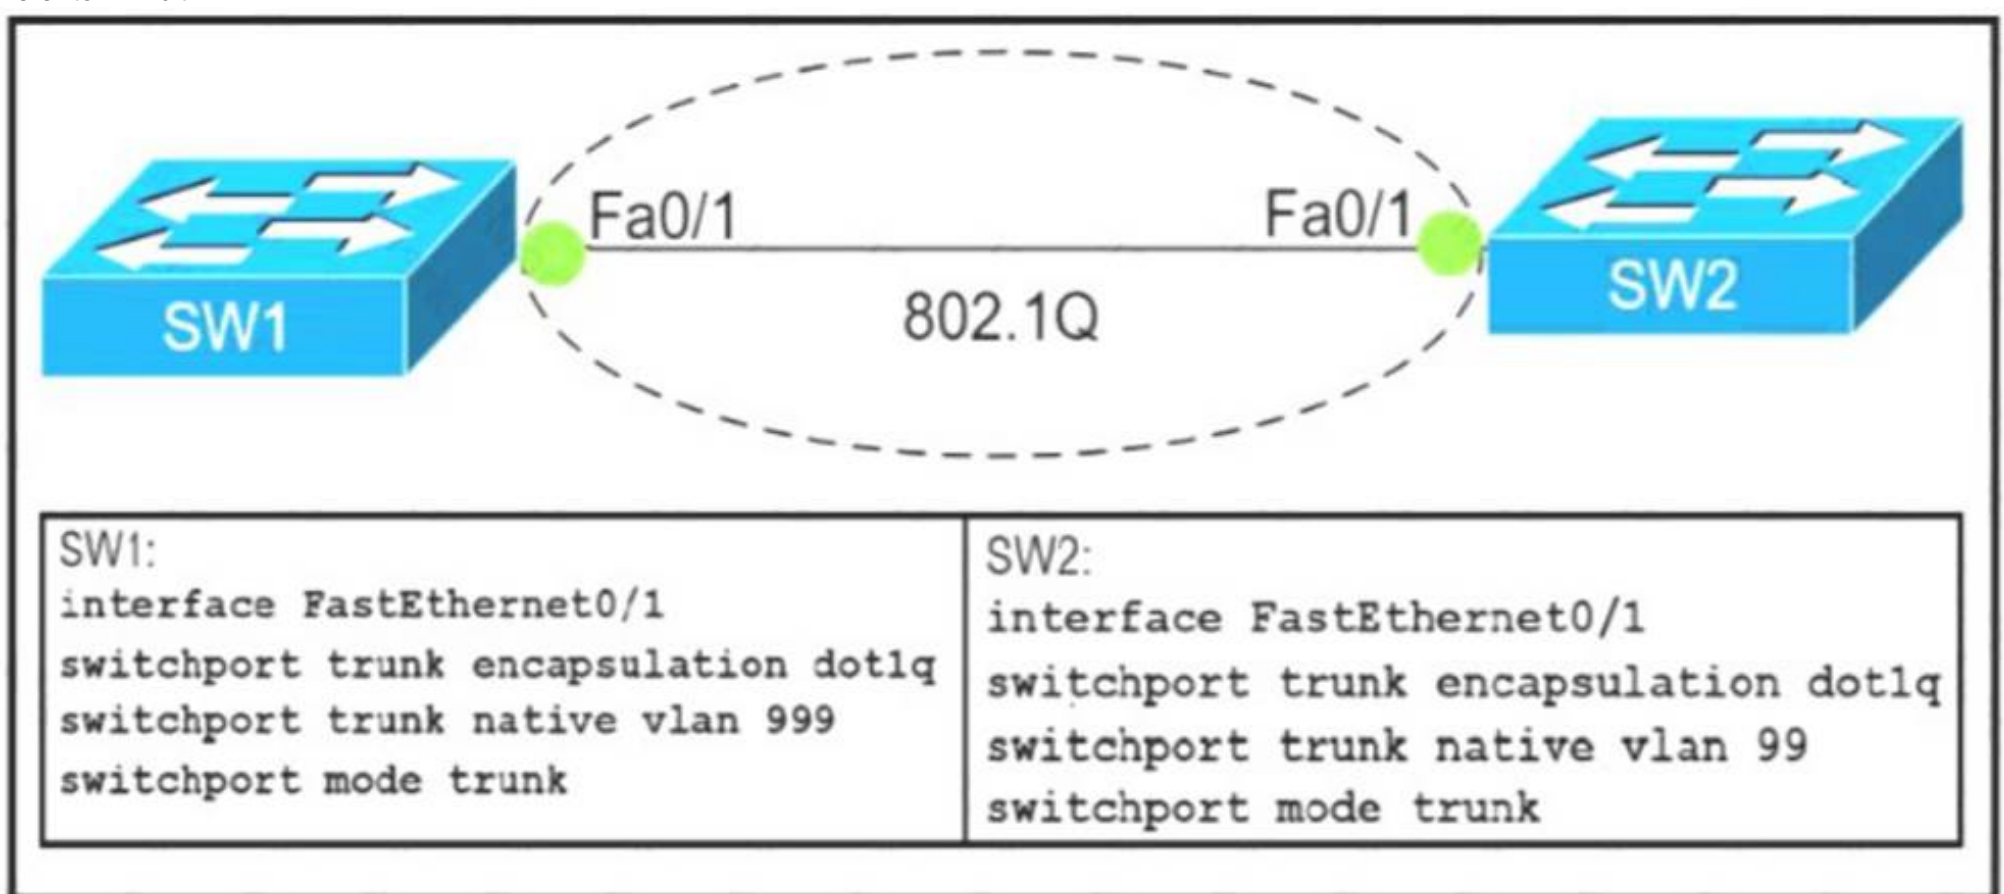 Fa0/1
Fa0/1
SW1
802.1Q
SW2
SW1:
interface FastEthernet0/1
switchport trunk encapsulation dot1q
switchport trunk native vlan 999
switchport mode trunk
SW2:
interface FastEthernet0/1
switchport trunk encapsulation dot1q
switchport trunk native vlan 99
switchport mode trunk